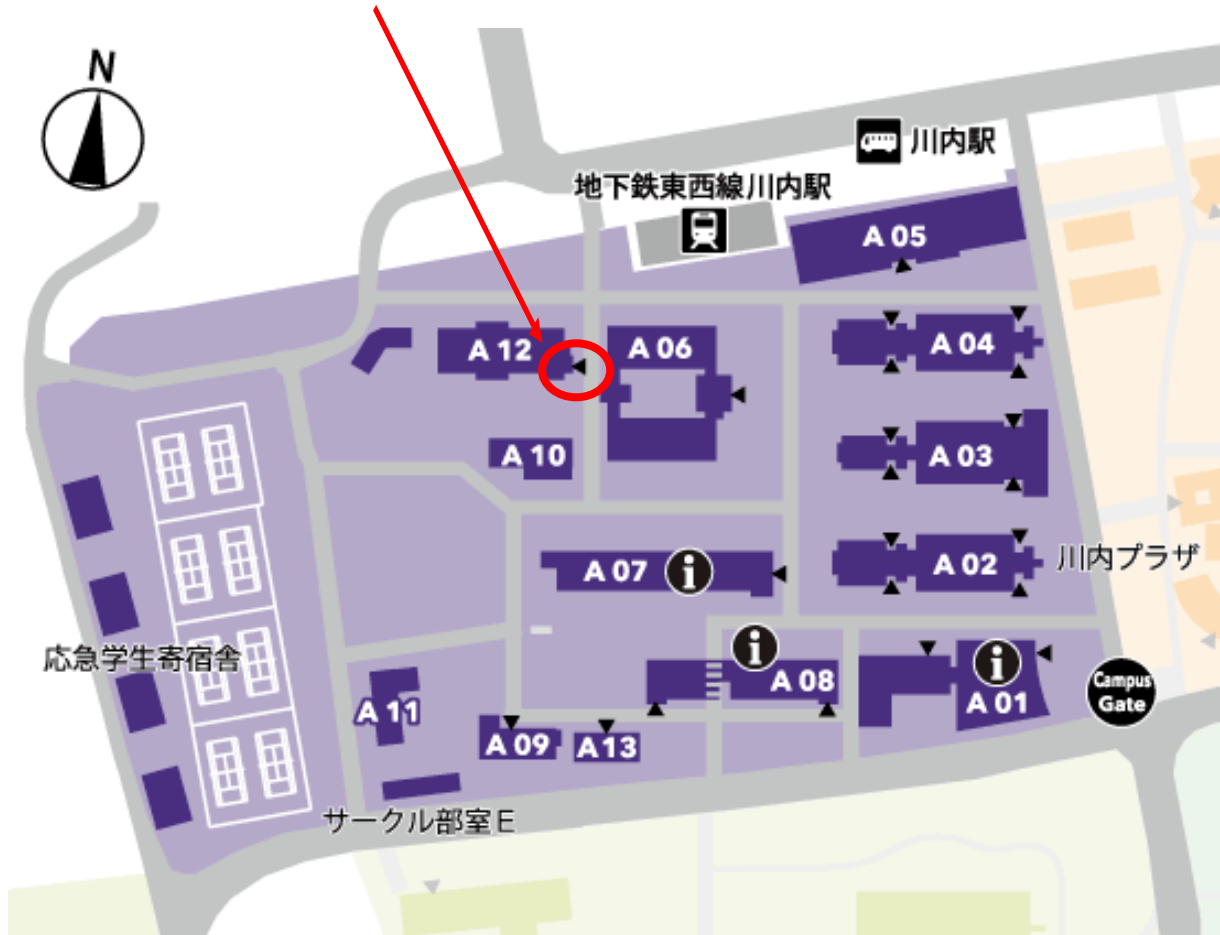 N
川内駅
地下鉄東西線川内駅
A 05
A 12
A 06
A 04
A 10
A 03
A 07
i
A 02
川内プラザ
応急学生寄宿舎
i
A 08
i
A 01
Campus
Gate
A 11
A 09
A 13
サークル部室E